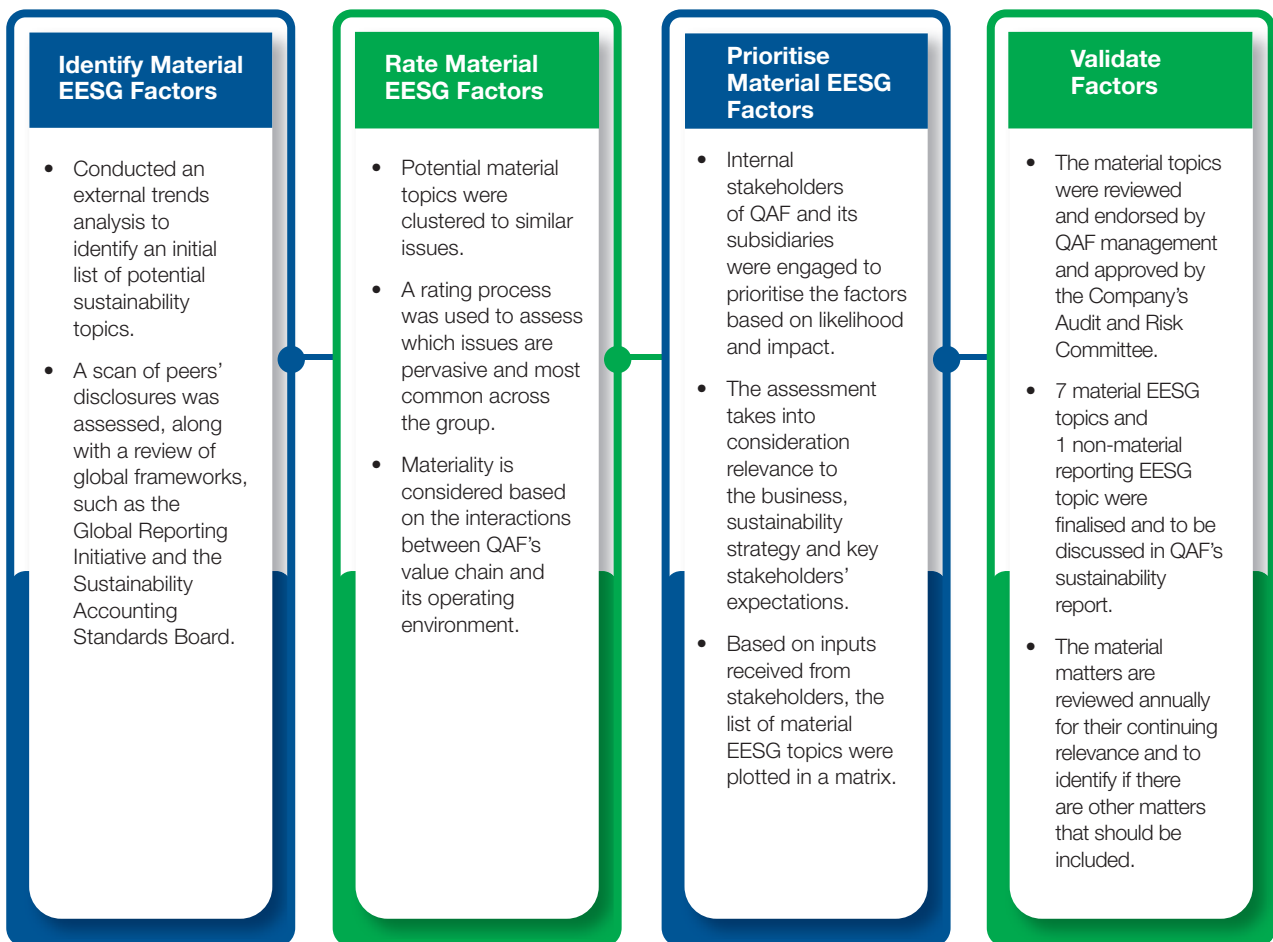 Identify Material
EESG Factors
• Conducted an
external trends
analysis to
identify an initial
list of potential
sustainability
topics.
• A scan of peers’
disclosures was
assessed, along
with a review of
global frameworks,
such as the
Global Reporting
Initiative and the
Sustainability
Accounting
Standards Board.
Rate Material
EESG Factors
• Potential material
topics were
clustered to similar
issues.
• A rating process
was used to assess
which issues are
pervasive and most
common across
the group.
• Materiality is
considered based
on the interactions
between QAF’s
value chain and
its operating
environment.
Prioritise
Material EESG
Factors
• Internal
stakeholders
of QAF and its
subsidiaries
were engaged to
prioritise the factors
based on likelihood
and impact.
• The assessment
takes into
consideration
relevance to
the business,
sustainability
strategy and key
stakeholders’
expectations.
• Based on inputs
received from
stakeholders, the
list of material
EESG topics were
plotted in a matrix.
Validate
Factors
• The material topics
were reviewed
and endorsed by
QAF management
and approved by
the Company’s
Audit and Risk
Committee.
• 7 material EESG
topics and
1 non-material
reporting EESG
topic were
finalised and to be
discussed in QAF’s
sustainability
report.
• The material
matters are
reviewed annually
for their continuing
relevance and to
identify if there
are other matters
that should be
included.